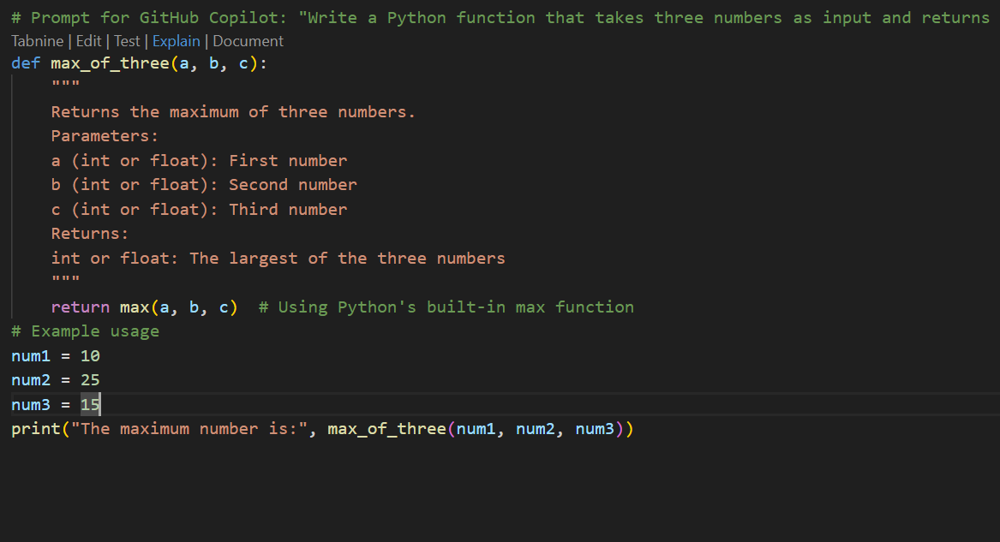 # Prompt for GitHub Copilot: "Write a Python function that takes three numbers as input and returns
Tabnine | Edit | Test | Explain | Document
def max_of_three(a, b, c):
    """
    Returns the maximum of three numbers.
    Parameters:
    a (int or float): First number
    b (int or float): Second number
    c (int or float): Third number
    Returns:
    int or float: The largest of the three numbers
    """
    return max(a, b, c)  # Using Python's built-in max function
# Example usage
num1 = 10
num2 = 25
num3 = 15
print("The maximum number is:", max_of_three(num1, num2, num3))